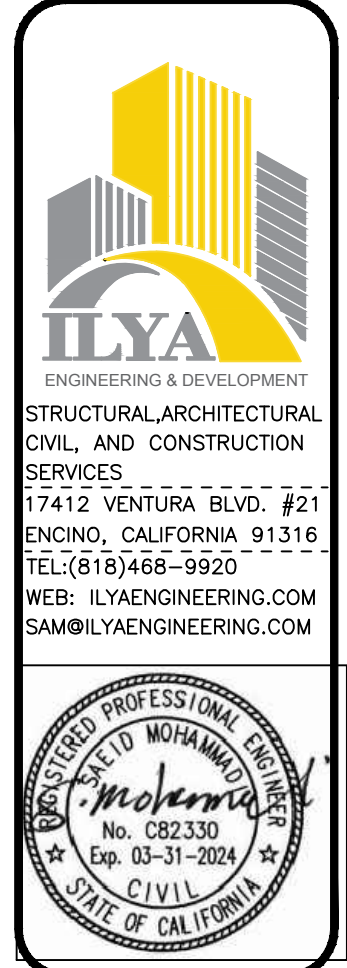 ILYA
ENGINEERING & DEVELOPMENT
STRUCTURAL,ARCHITECTURAL
CIVIL, AND CONSTRUCTION
SERVICES
17412 VENTURA BLVD. #21
ENCINO, CALIFORNIA 91316
TEL:(818)468-9920
WEB: ILYAENGINEERING.COM
SAM@ILYAENGINEERING.COM
REGISTERED PROFESSIONAL ENGINEER
SAEID MOHAMMAD
No. C82330
Exp. 03-31-2024
CIVIL
STATE OF CALIFORNIA